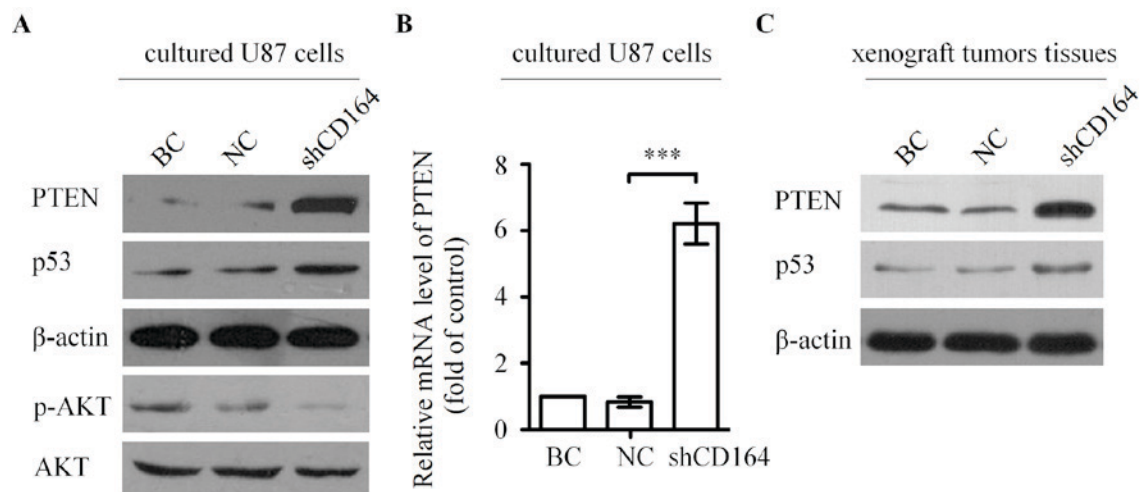 A
cultured U87 cells
BC
NC
shCD164
PTEN
p53
β-actin
p-AKT
AKT
B
cultured U87 cells
***
Relative mRNA level of PTEN
(fold of control)
8
6
4
2
0
BC NC shCD164
C
xenograft tumors tissues
BC
NC
shCD164
PTEN
p53
β-actin